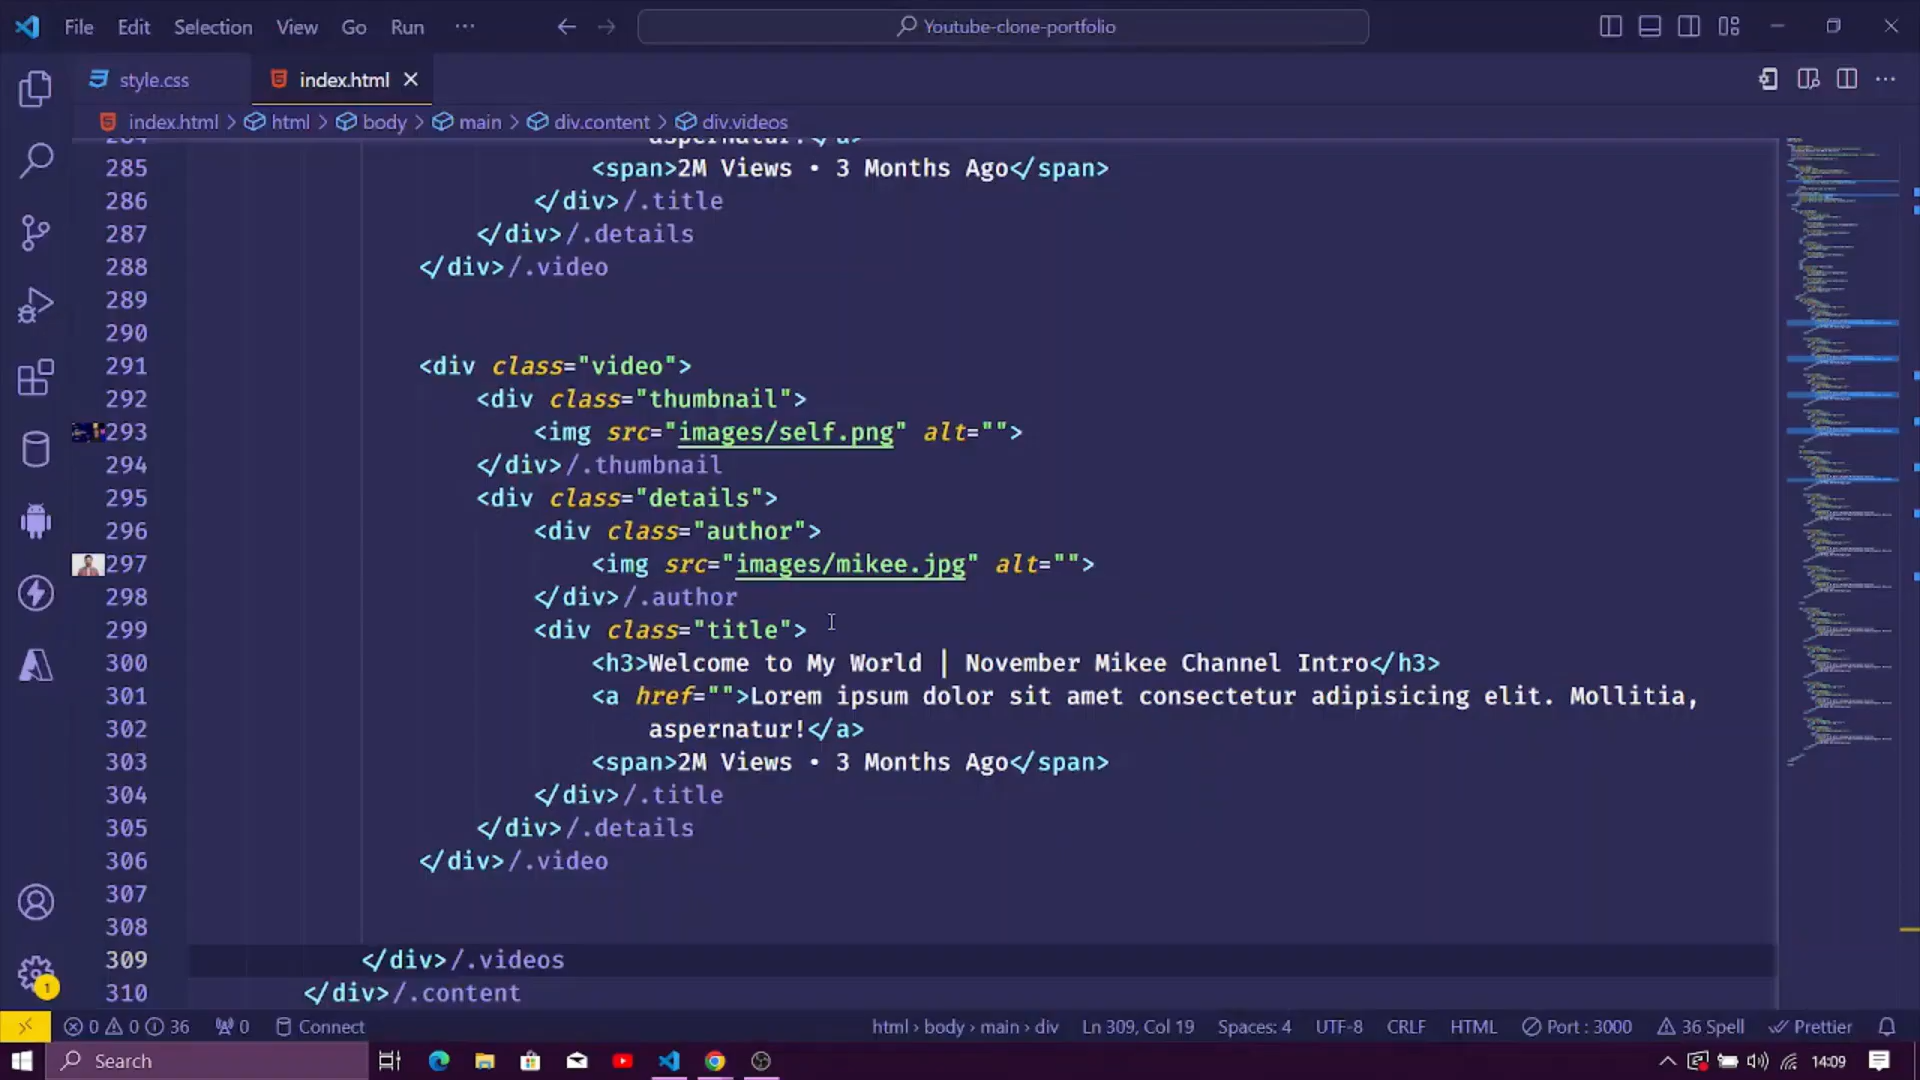 File Edit Selection View Go Run ··· Youtube-clone-portfolio
style.css index.html
index.html > html > body > main > div.content > div.videos
284 aspernatur!</a>
285 <span>2M Views • 3 Months Ago</span>
286 </div>/.title
287 </div>/.details
288 </div>/.video
289
290
291 <div class="video">
292 <div class="thumbnail">
293 <img src="images/self.png" alt="">
294 </div>/.thumbnail
295 <div class="details">
296 <div class="author">
297 <img src="images/mikee.jpg" alt="">
298 </div>/.author
299 <div class="title">
300 <h3>Welcome to My World | November Mikee Channel Intro</h3>
301 <a href="">Lorem ipsum dolor sit amet consectetur adipisicing elit. Mollitia,
302 aspernatur!</a>
303 <span>2M Views • 3 Months Ago</span>
304 </div>/.title
305 </div>/.details
306 </div>/.video
307
308
309 </div>/.videos
310 </div>/.content
1
0 0 36 0 Connect html › body › main › div Ln 309, Col 19 Spaces: 4 UTF-8 CRLF HTML Port : 3000 36 Spell Prettier
Search 14:09